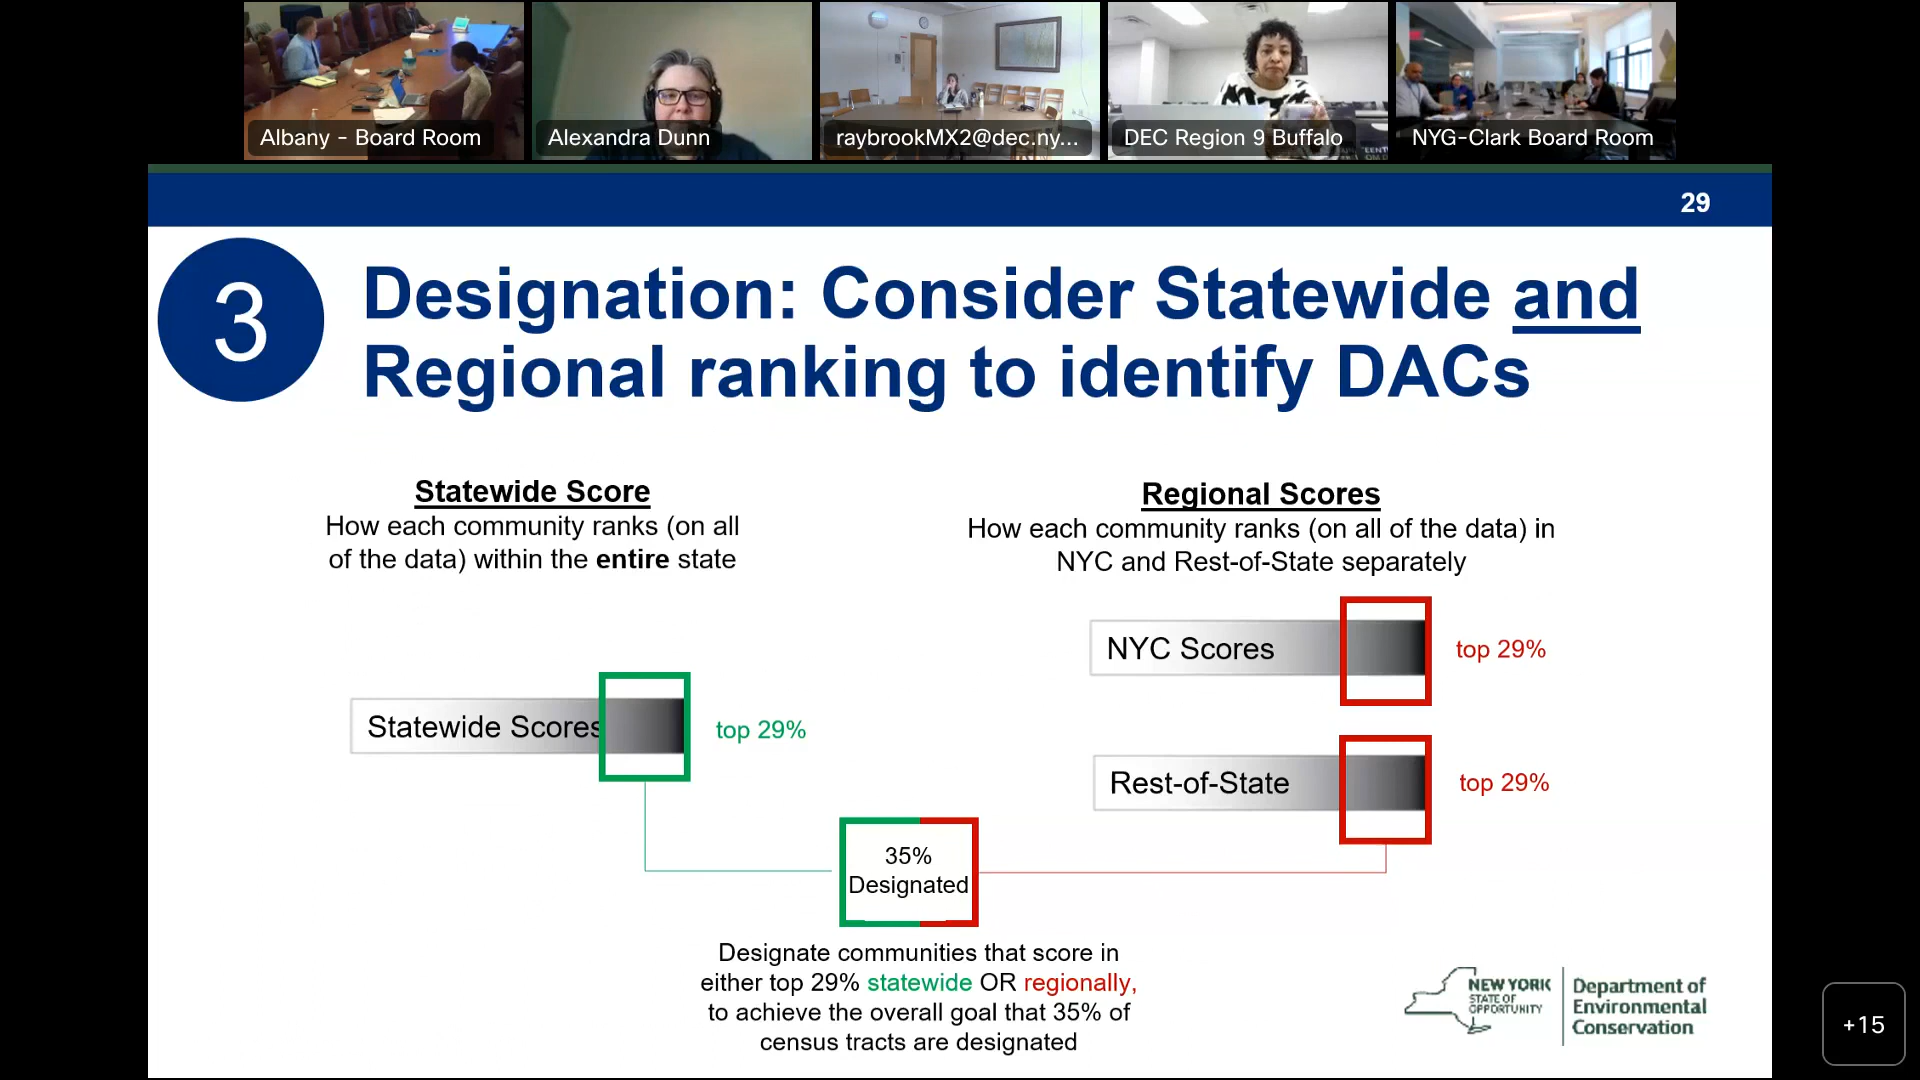 Albany - Board Room
Alexandra Dunn
raybrookMX2@dec.ny...
DEC Region 9 Buffalo
NYG-Clark Board Room
29
3
Designation: Consider Statewide and
Regional ranking to identify DACs
Statewide Score
How each community ranks (on all
of the data) within the entire state
Statewide Scores
top 29%
Regional Scores
How each community ranks (on all of the data) in
NYC and Rest-of-State separately
NYC Scores
top 29%
Rest-of-State
top 29%
35%
Designated
Designate communities that score in
either top 29% statewide OR regionally,
to achieve the overall goal that 35% of
census tracts are designated
NEW YORK
STATE OF
OPPORTUNITY
Department of
Environmental
Conservation
+15